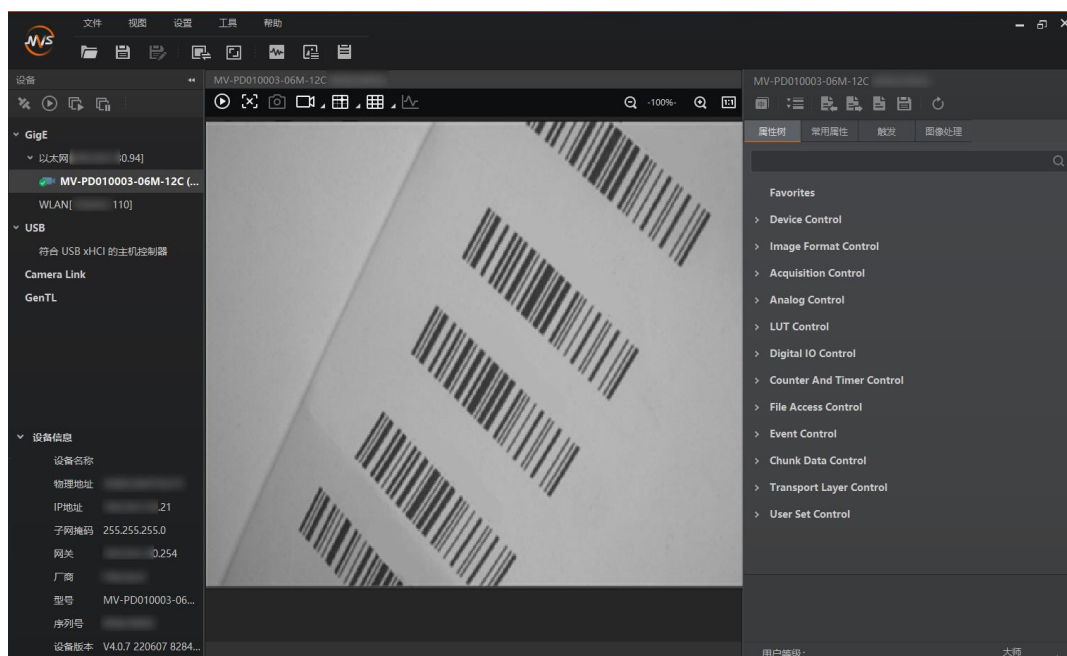 MVS
文件 视图 设置 工具 帮助
设备
MV-PD010003-06M-12C
-100%-
1:1
GigE
以太网 0.94]
MV-PD010003-06M-12C (...
WLAN[ 110]
USB
符合 USB xHCI 的主机控制器
Camera Link
GenTL
设备信息
设备名称
物理地址
IP地址 .21
子网掩码 255.255.255.0
网关 0.254
厂商
型号 MV-PD010003-06...
序列号
设备版本 V4.0.7 220607 8284...
MV-PD010003-06M-12C
属性树 常用属性 触发 图像处理
Favorites
Device Control
Image Format Control
Acquisition Control
Analog Control
LUT Control
Digital IO Control
Counter And Timer Control
File Access Control
Event Control
Chunk Data Control
Transport Layer Control
User Set Control
用户等级: 大师